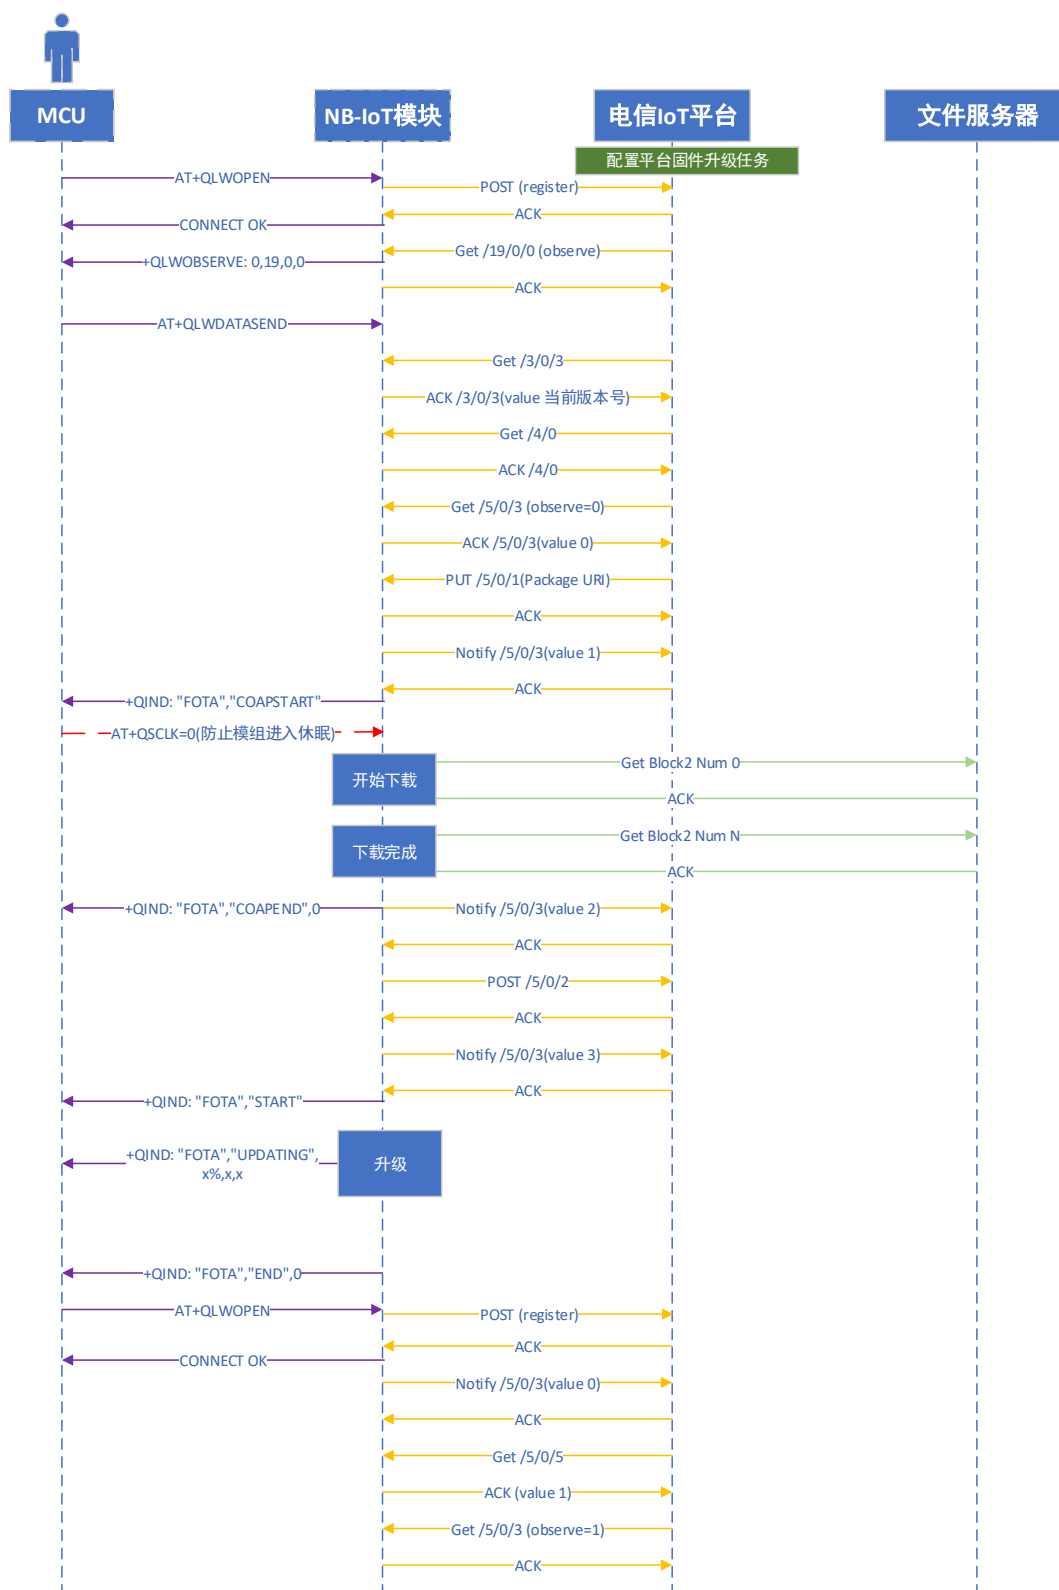 MCU
NB-IoT模块
电信IoT平台
文件服务器
配置平台固件升级任务
AT+QLWOPEN
POST (register)
ACK
CONNECT OK
Get /19/0/0 (observe)
+QLWOBSERVE: 0,19,0,0
ACK
AT+QLWDATASEND
Get /3/0/3
ACK /3/0/3(value 当前版本号)
Get /4/0
ACK /4/0
Get /5/0/3 (observe=0)
ACK /5/0/3(value 0)
PUT /5/0/1(Package URI)
ACK
Notify /5/0/3(value 1)
ACK
+QIND: "FOTA","COAPSTART"
AT+QSCLK=0(防止模组进入休眠)
开始下载
Get Block2 Num 0
ACK
下载完成
Get Block2 Num N
ACK
+QIND: "FOTA","COAPEND",0
Notify /5/0/3(value 2)
ACK
POST /5/0/2
ACK
Notify /5/0/3(value 3)
ACK
+QIND: "FOTA","START"
+QIND: "FOTA","UPDATING",
x%,x,x
升级
+QIND: "FOTA","END",0
AT+QLWOPEN
POST (register)
ACK
CONNECT OK
Notify /5/0/3(value 0)
ACK
Get /5/0/5
ACK (value 1)
Get /5/0/3 (observe=1)
ACK